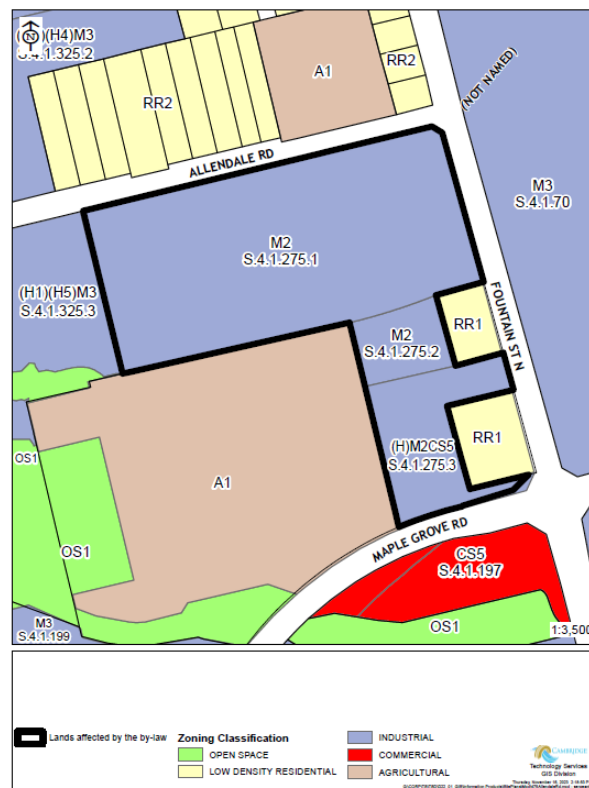 (H4)M3
S.4.1.325.2
N
RR2
A1
RR2
(NOT NAMED)
ALLENDALE RD
M3
S.4.1.70
M2
S.4.1.275.1
(H1)(H5)M3
S.4.1.325.3
FOUNTAIN ST N
RR1
M2
S.4.1.275.2
RR1
(H)M2CS5
S.4.1.275.3
A1
OS1
OS1
MAPLE GROVE RD
CS5
S.4.1.197
OS1
M3
S.4.1.199
1:3,500
Lands affected by the by-law
Zoning Classification
OPEN SPACE
LOW DENSITY RESIDENTIAL
INDUSTRIAL
COMMERCIAL
AGRICULTURAL
CAMBRIDGE
Technology Services
GIS Division